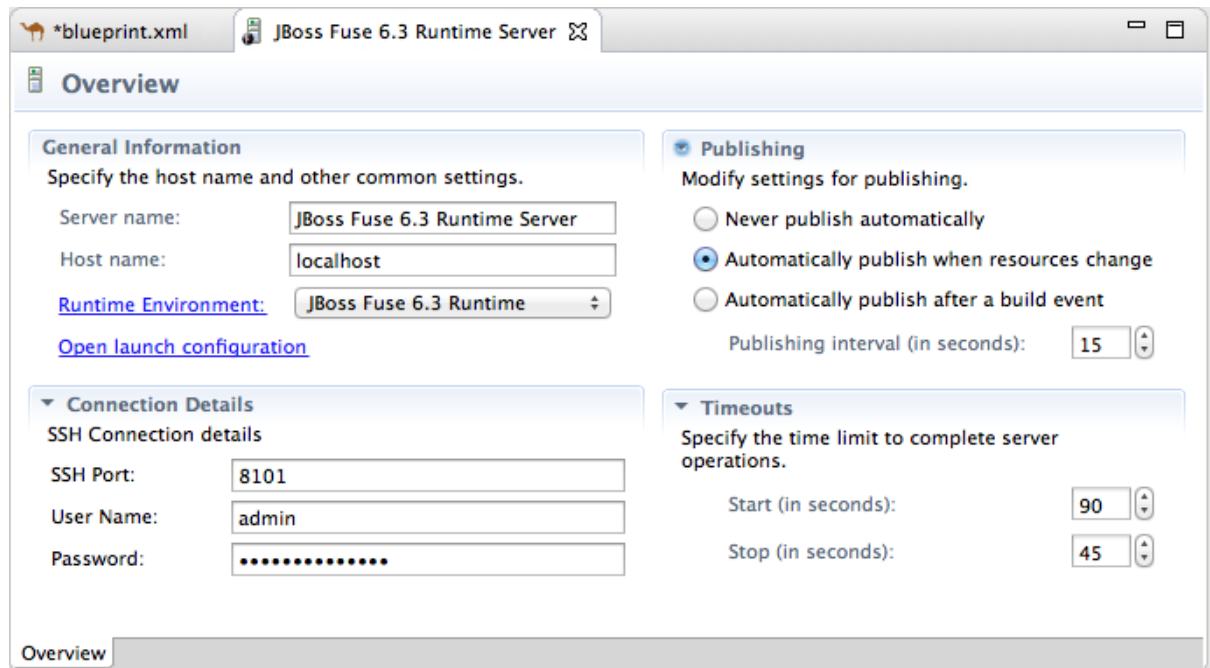 *blueprint.xml
JBoss Fuse 6.3 Runtime Server
Overview
General Information
Specify the host name and other common settings.
Server name: JBoss Fuse 6.3 Runtime Server
Host name: localhost
Runtime Environment: JBoss Fuse 6.3 Runtime
Open launch configuration
Connection Details
SSH Connection details
SSH Port: 8101
User Name: admin
Password: ••••••••••••••
Publishing
Modify settings for publishing.
Never publish automatically
Automatically publish when resources change
Automatically publish after a build event
Publishing interval (in seconds): 15
Timeouts
Specify the time limit to complete server
operations.
Start (in seconds): 90
Stop (in seconds): 45
Overview